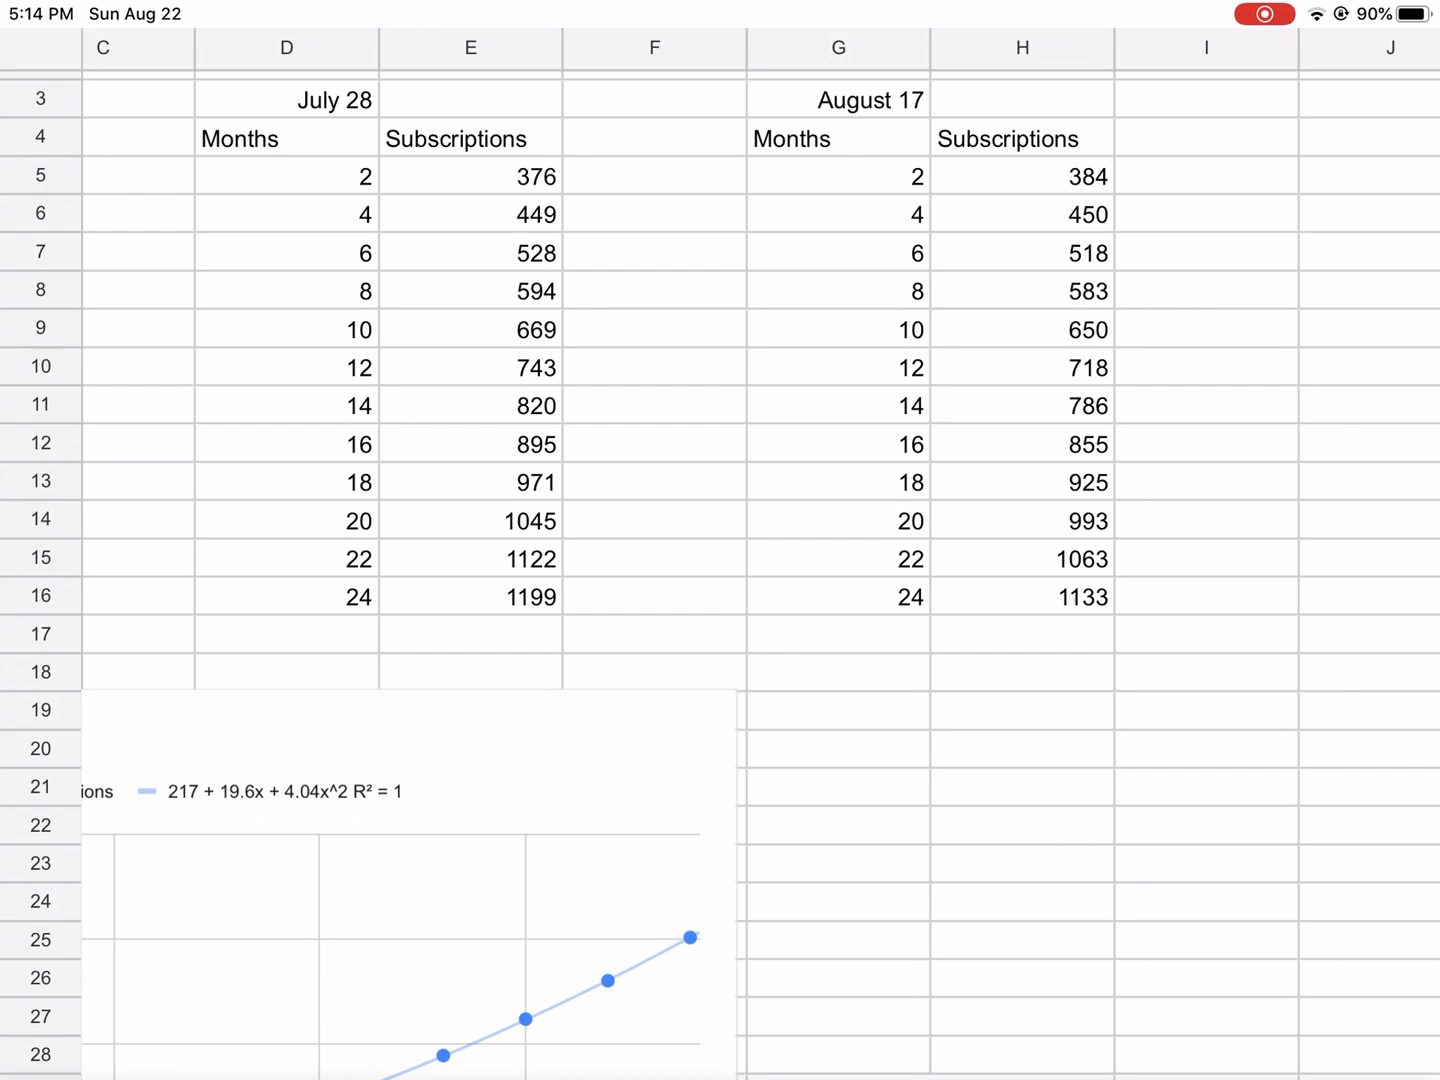 5:14 PM Sun Aug 22 90%
C D E F G H I J
3 July 28 August 17
4 Months Subscriptions Months Subscriptions
5 2 376 2 384
6 4 449 4 450
7 6 528 6 518
8 8 594 8 583
9 10 669 10 650
10 12 743 12 718
11 14 820 14 786
12 16 895 16 855
13 18 971 18 925
14 20 1045 20 993
15 22 1122 22 1063
16 24 1199 24 1133
17
18
19
20
21 ions 217 + 19.6x + 4.04x^2 R² = 1
22
23
24
25
26
27
28